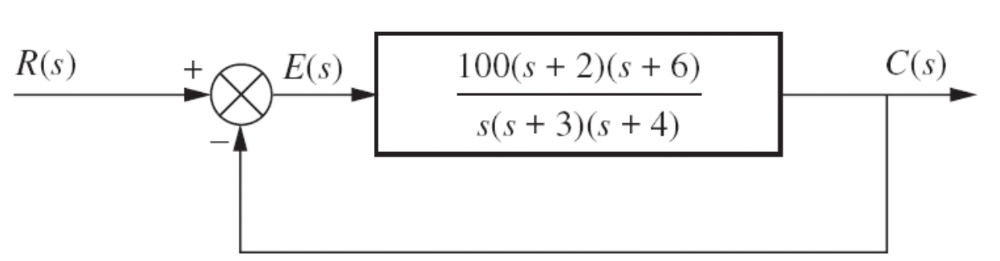 R(s)
+
E(s)
100(s + 2)(s + 6)
s(s + 3)(s + 4)
C(s)
−